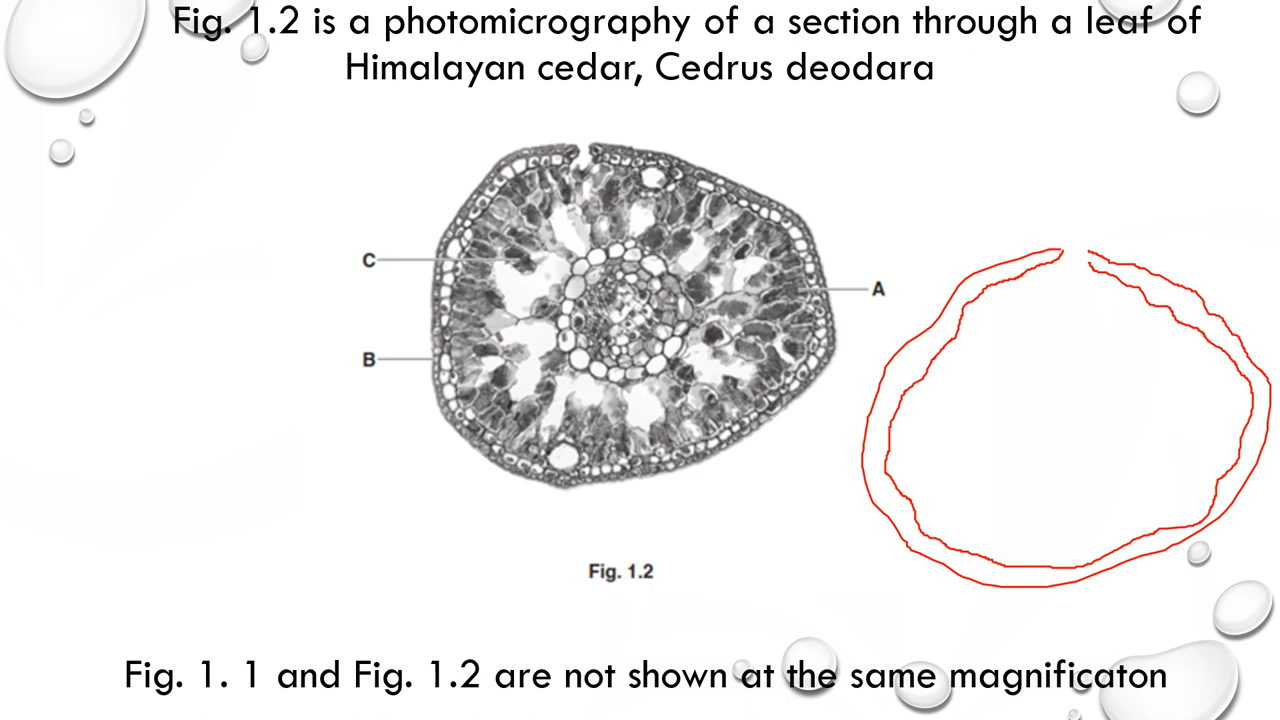 Fig. 1.2 is a photomicrography of a section through a leaf of
Himalayan cedar, Cedrus deodara
C
A
B
Fig. 1.2
Fig. 1. 1 and Fig. 1.2 are not shown at the same magnificaton